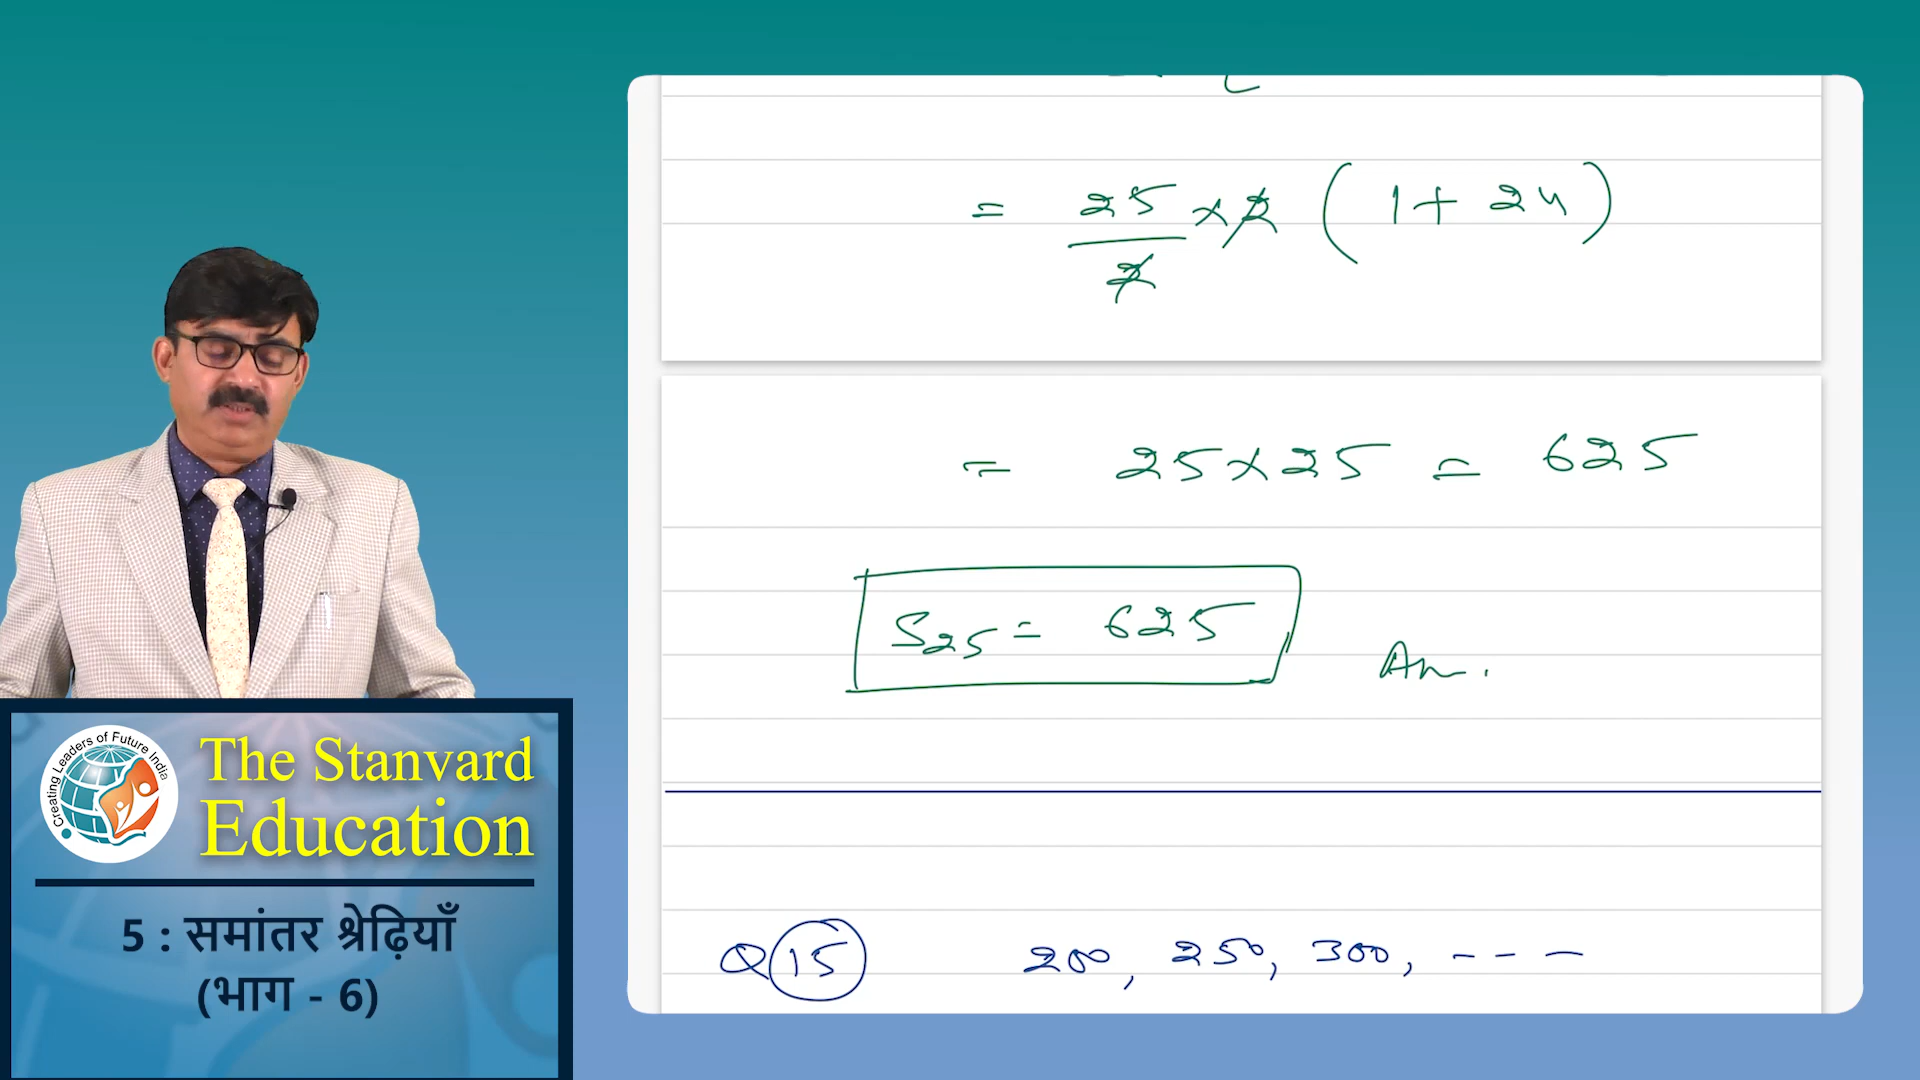 = 25/2 × 2 ( 1 + 24 )
= 25 × 25 = 625
S25 = 625
An.
Q 15 200, 250, 300, - - -
Creating Leaders of Future India
The Stanvard
Education
5 : समांतर श्रेढ़ियाँ
(भाग - 6)